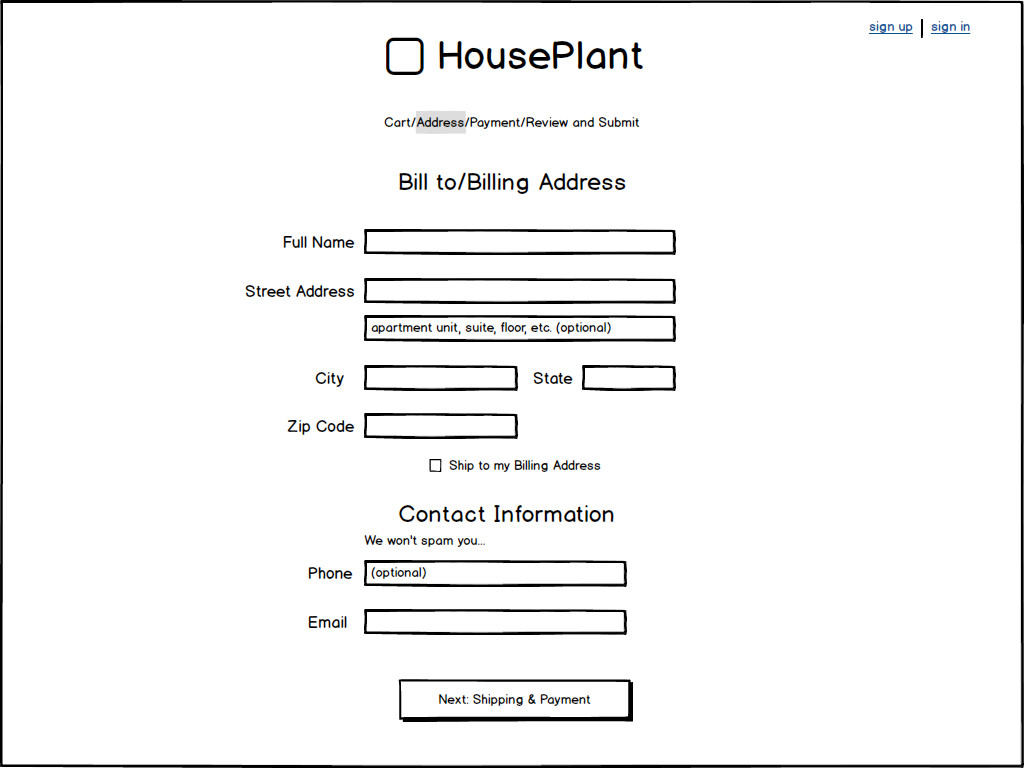 sign up | sign in
HousePlant
Cart/Address/Payment/Review and Submit
Bill to/Billing Address
Full Name
Street Address
apartment unit, suite, floor, etc. (optional)
City State
Zip Code
Ship to my Billing Address
Contact Information
We won't spam you...
Phone (optional)
Email
Next: Shipping & Payment